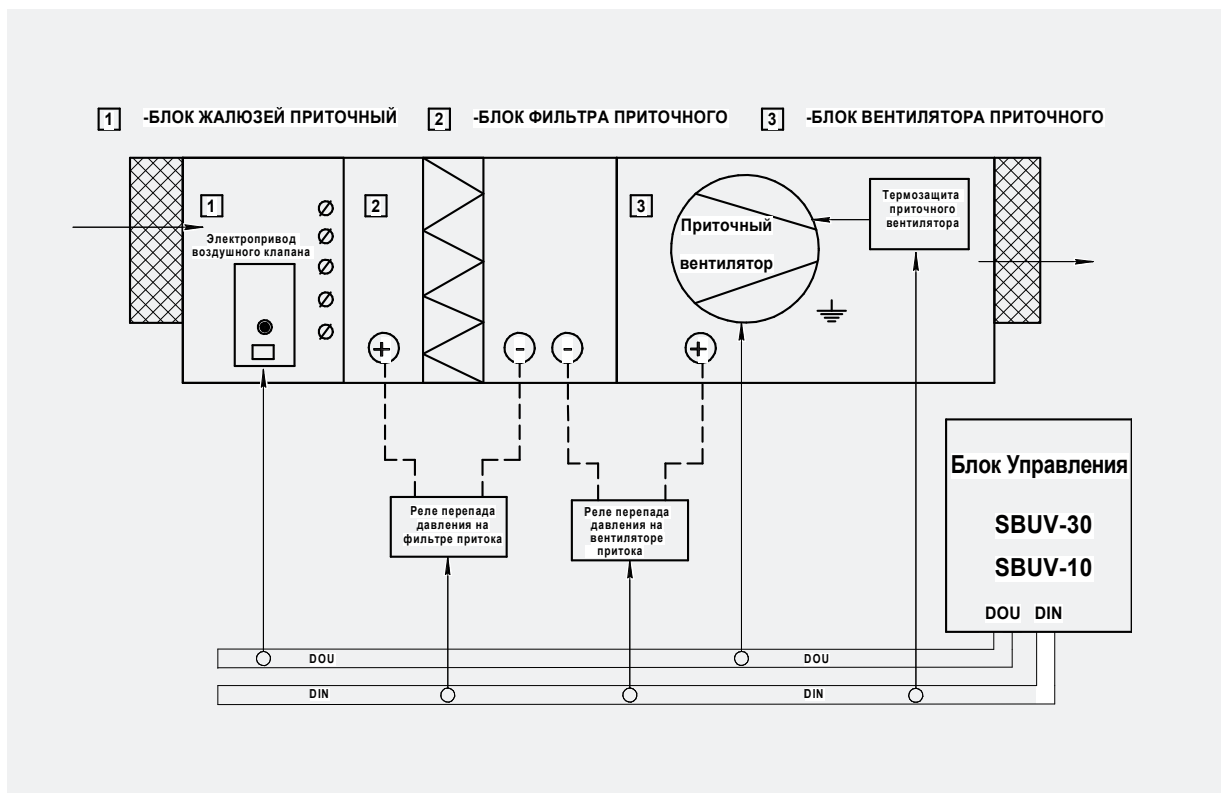 1 -БЛОК ЖАЛЮЗЕЙ ПРИТОЧНЫЙ 2 -БЛОК ФИЛЬТРА ПРИТОЧНОГО 3 -БЛОК ВЕНТИЛЯТОРА ПРИТОЧНОГО
1
Электропривод
воздушного клапана
2
3
Приточный
вентилятор
Термозащита
приточного
вентилятора
+
-
-
+
Реле перепада
давления на
фильтре притока
Реле перепада
давления на
вентиляторе
притока
Блок Управления
SBUV-30
SBUV-10
DOU DIN
DOU DOU
DIN DIN